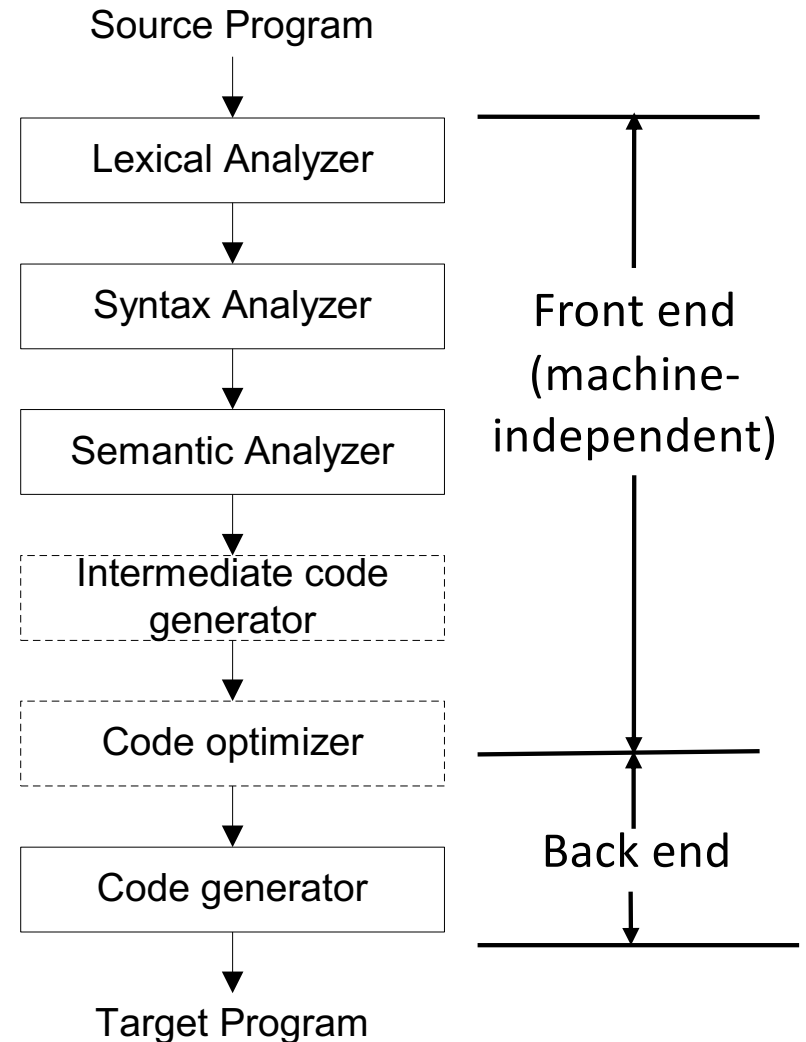 Source Program
Lexical Analyzer
Syntax Analyzer
Semantic Analyzer
Intermediate code
generator
Code optimizer
Code generator
Target Program
Front end
(machine-
independent)
Back end